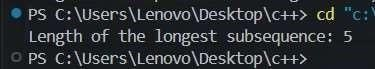 PS C:\Users\Lenovo\Desktop\c++> cd "c:\
Length of the longest subsequence: 5
PS C:\Users\Lenovo\Desktop\c++>